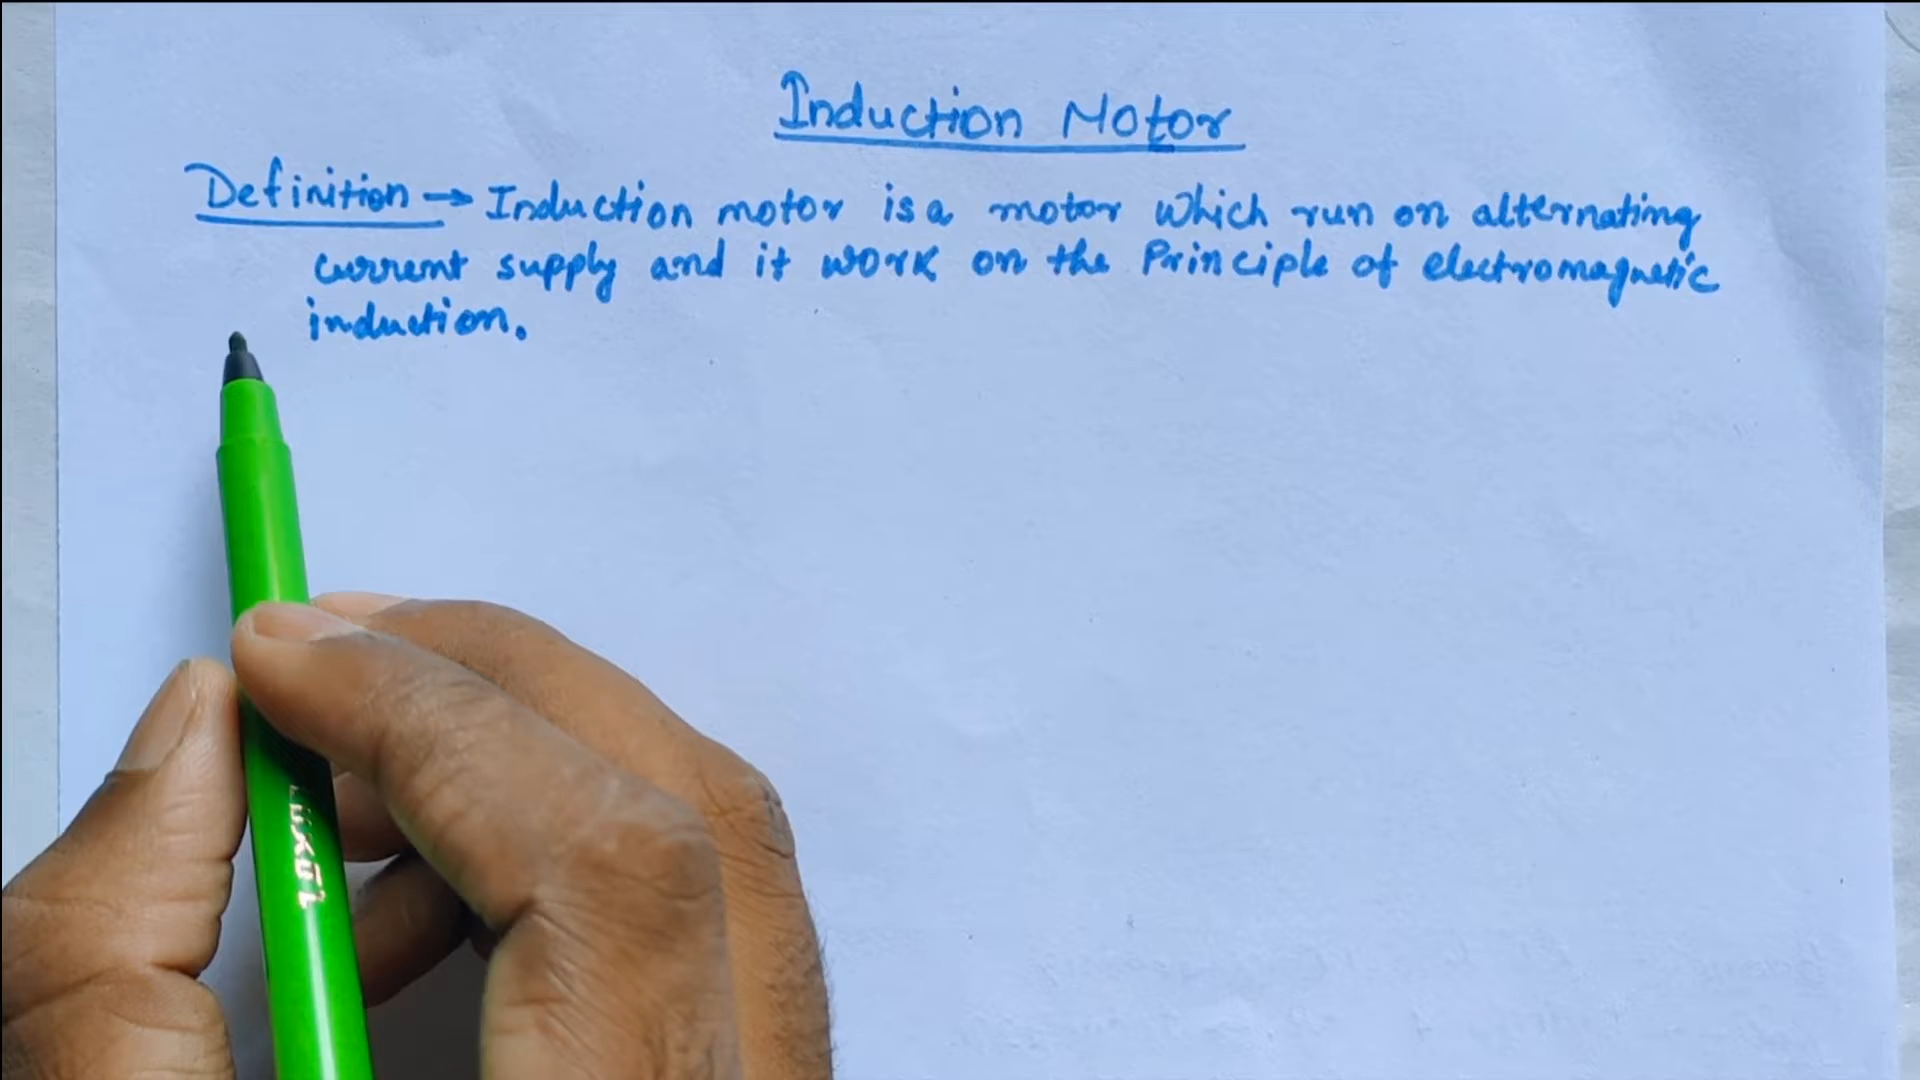 Induction Motor
Definition → Induction motor is a motor which run on alternating
current supply and it work on the Principle of electromagnetic
induction.